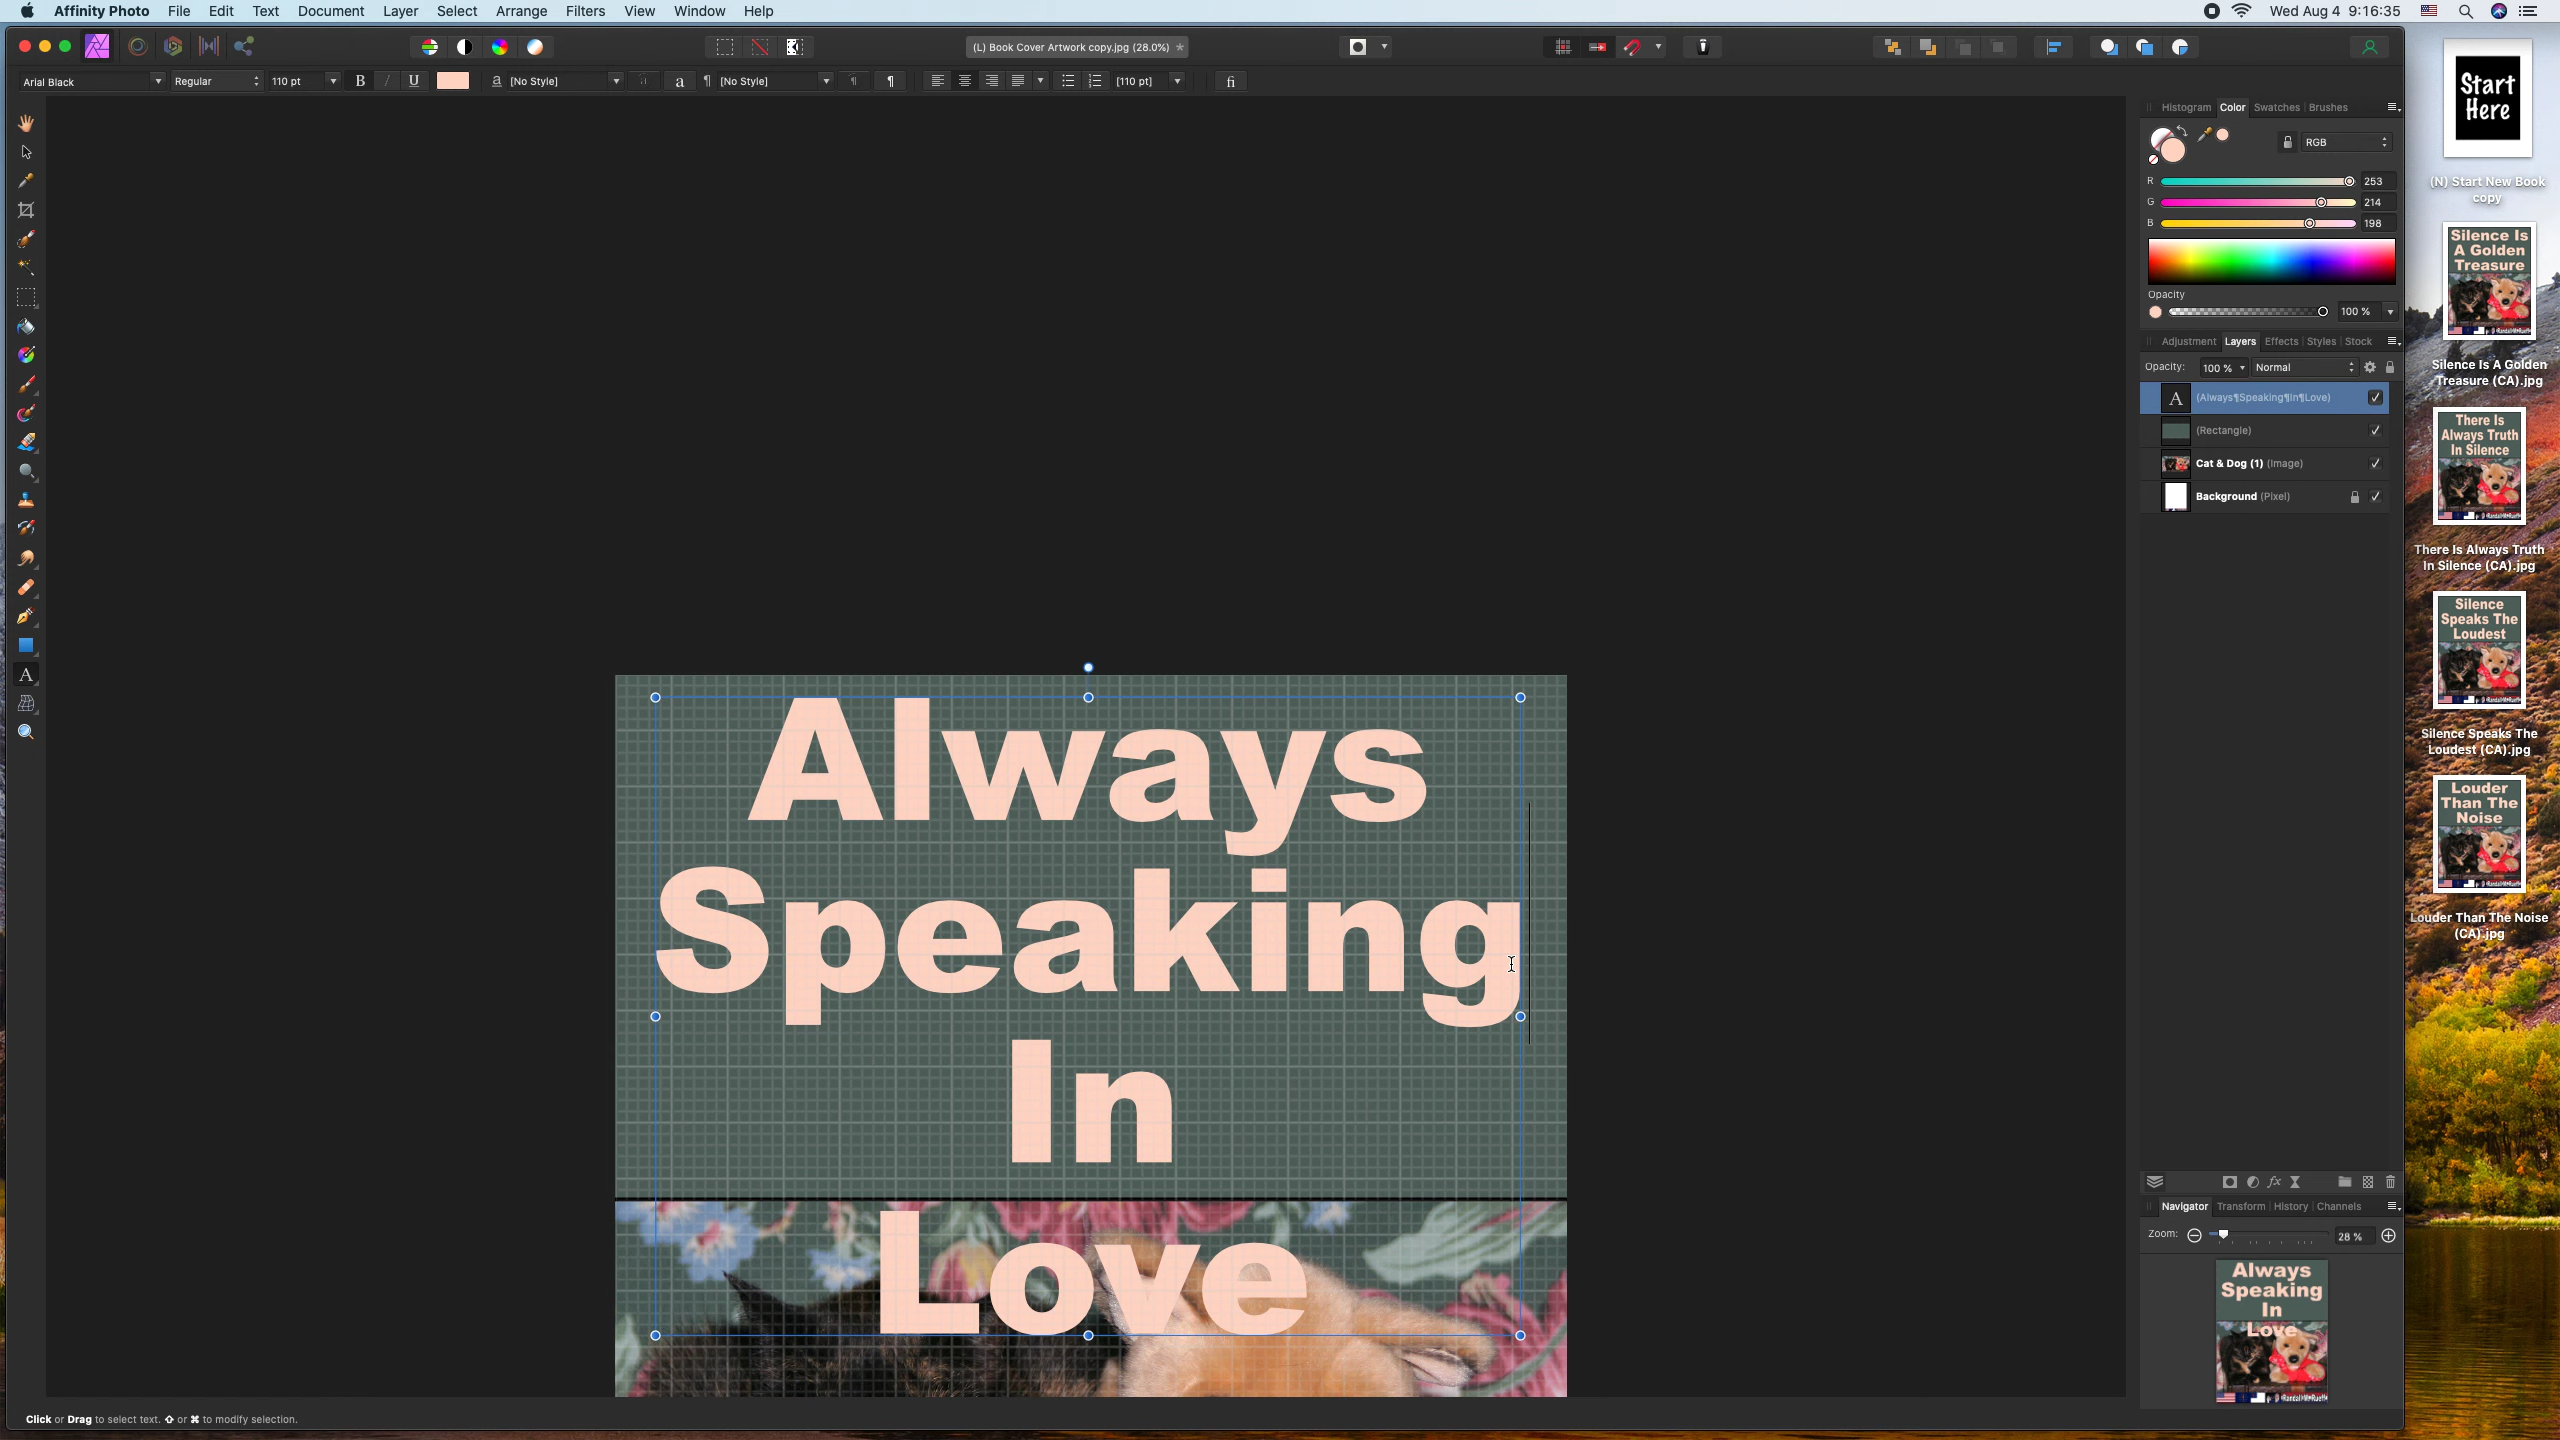 Affinity Photo File Edit Text Document Layer Select Arrange Filters View Window Help Wed Aug 4 9:16:35
(L) Book Cover Artwork copy.jpg (28.0%) *
Arial Black Regular 110 pt B I U a [No Style] a ¶ [No Style] ¶ [110 pt] fi
Histogram Color Swatches Brushes
RGB
R 253
G 214
B 198
Opacity
100 %
Adjustment Layers Effects Styles Stock
Opacity: 100 % Normal
A (Always¶Speaking¶In¶Love)
(Rectangle)
Cat & Dog (1) (Image)
Background (Pixel)
Always
Speaking
In
Love
Navigator Transform History Channels
Zoom: 28 %
Always
Speaking
In
Love
Click or Drag to select text. ⇧ or ⌘ to modify selection.
Start
Here
(N) Start New Book
copy
Silence Is
A Golden
Treasure
Silence Is A Golden
Treasure (CA).jpg
There Is
Always Truth
In Silence
There Is Always Truth
In Silence (CA).jpg
Silence
Speaks The
Loudest
Silence Speaks The
Loudest (CA).jpg
Louder
Than The
Noise
Louder Than The Noise
(CA).jpg